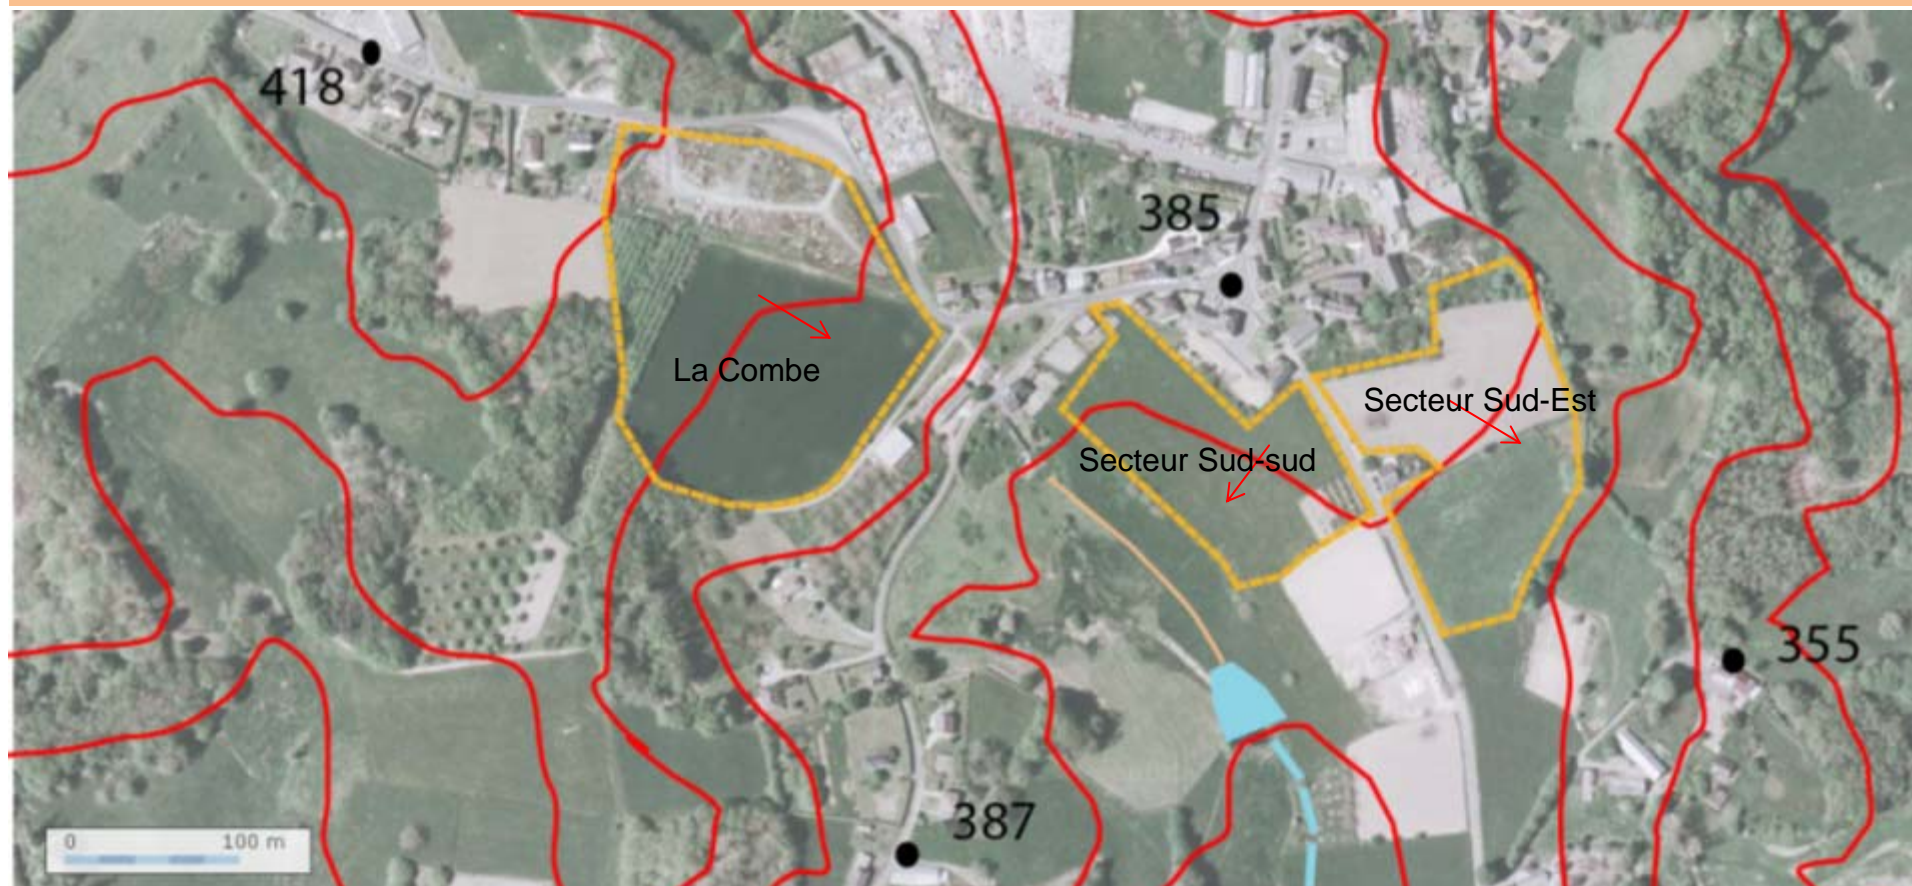 418
385
La Combe
Secteur Sud-Est
Secteur Sud-sud
355
387
0 100 m